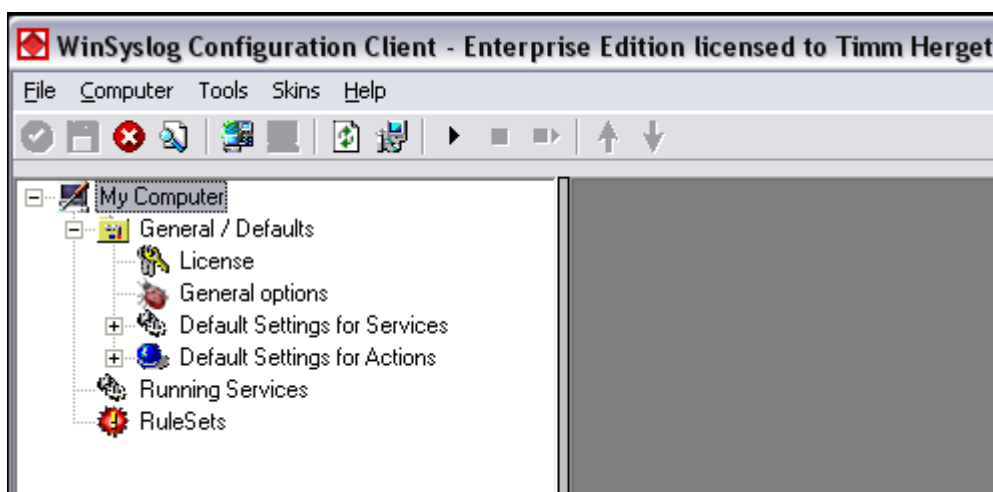 WinSyslog Configuration Client - Enterprise Edition licensed to Timm Herget
File Computer Tools Skins Help
My Computer
General / Defaults
License
General options
Default Settings for Services
Default Settings for Actions
Running Services
RuleSets